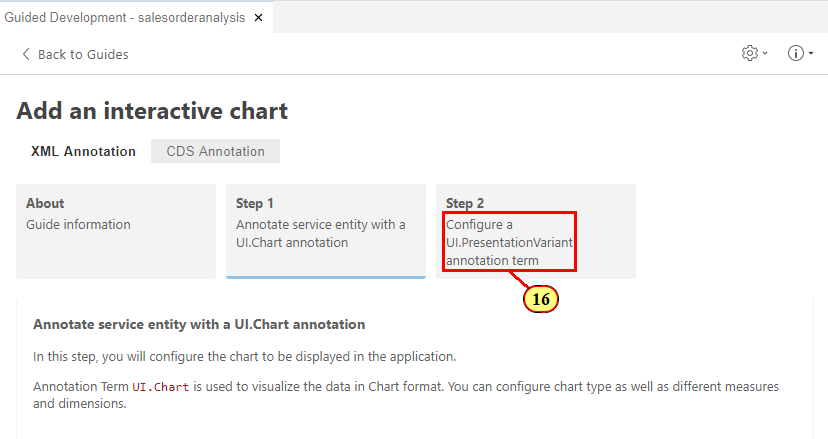 Guided Development - salesorderanalysis ×
Back to Guides
Add an interactive chart
XML Annotation CDS Annotation
About
Guide information
Step 1
Annotate service entity with a
UI.Chart annotation
Step 2
Configure a
UI.PresentationVariant
annotation term
16
Annotate service entity with a UI.Chart annotation
In this step, you will configure the chart to be displayed in the application.
Annotation Term UI.Chart is used to visualize the data in Chart format. You can configure chart type as well as different measures
and dimensions.